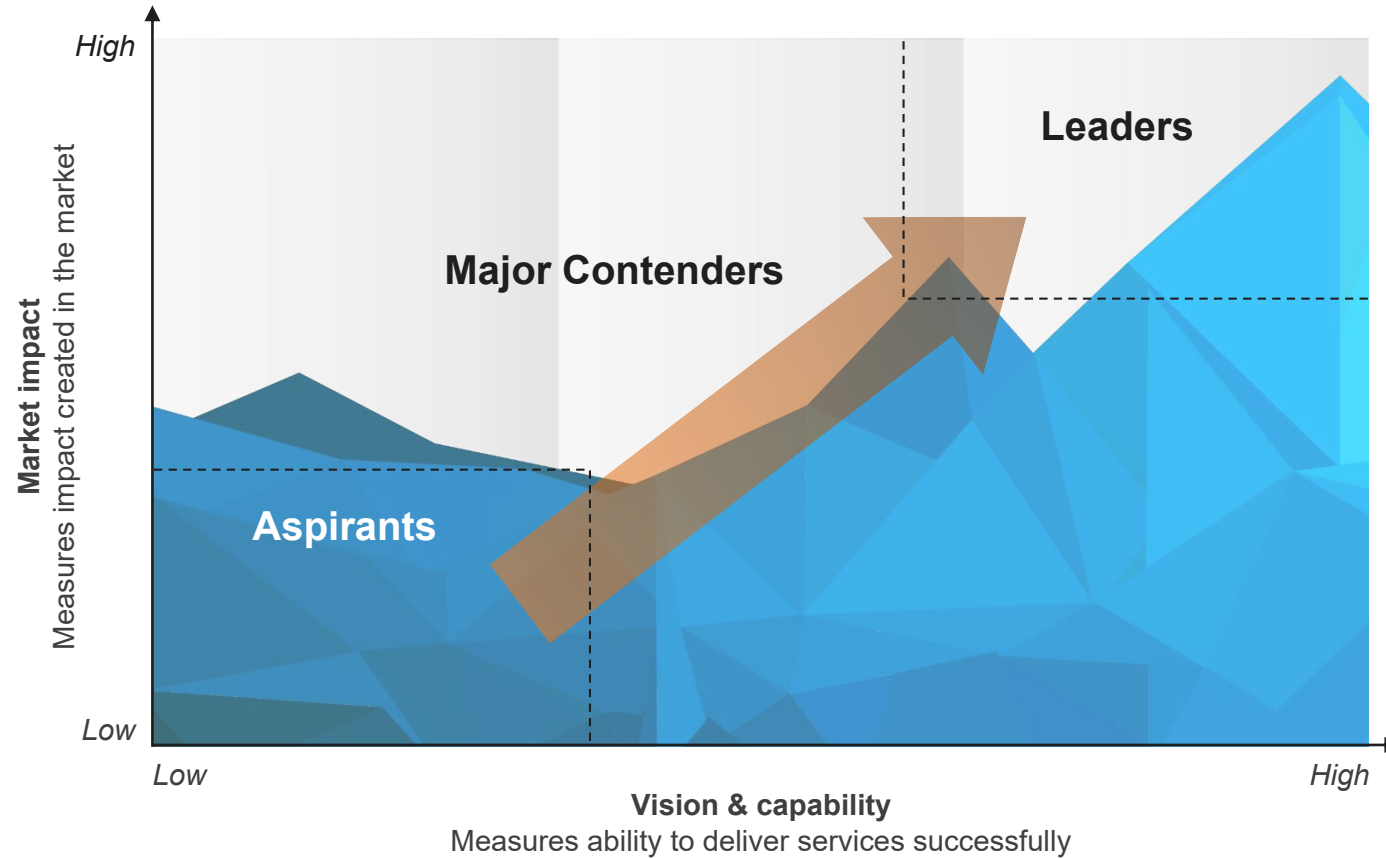 High
Leaders
Major Contenders
Market impact
Measures impact created in the market
Aspirants
Low
Low
High
Vision & capability
Measures ability to deliver services successfully